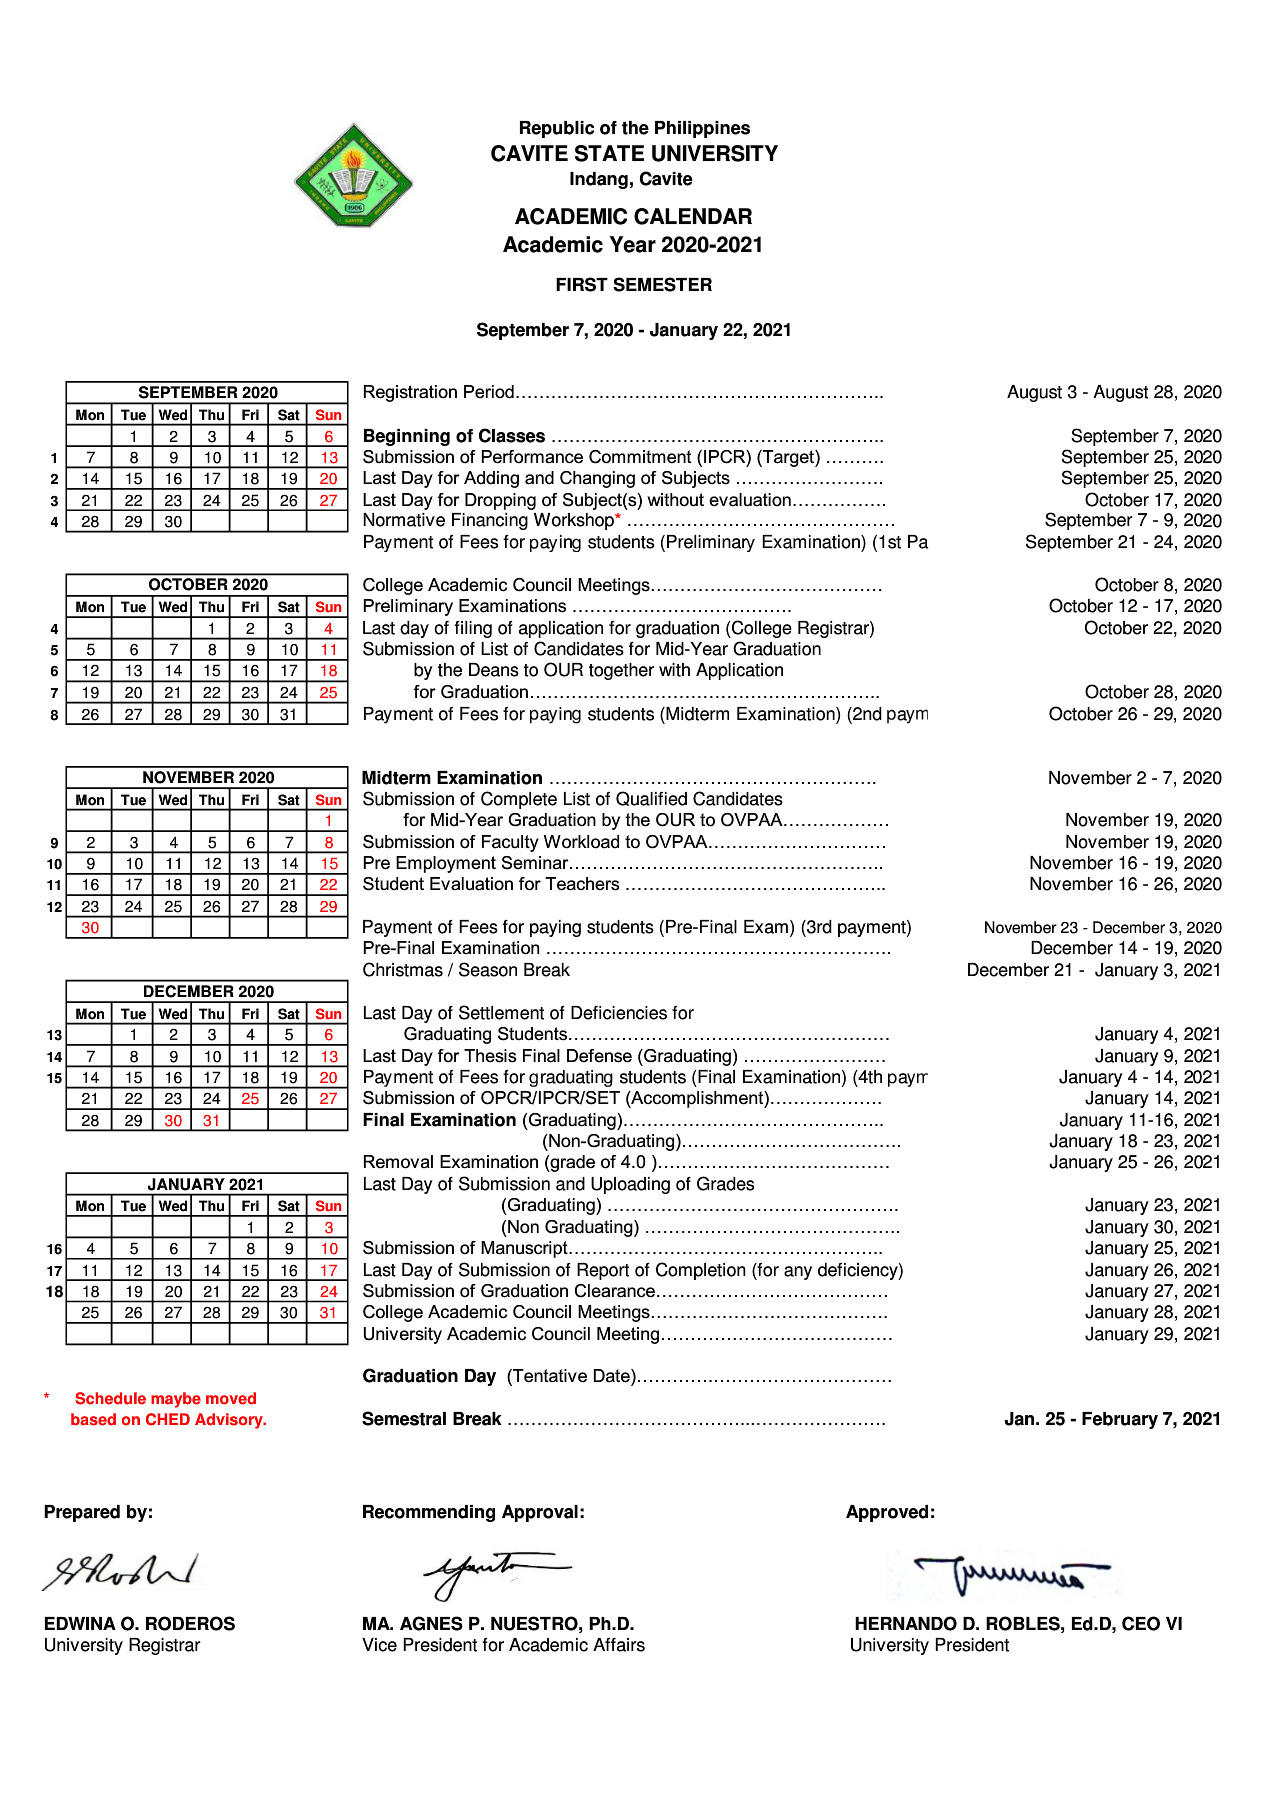 Republic of the Philippines
CAVITE STATE UNIVERSITY
Indang, Cavite
ACADEMIC CALENDAR
Academic Year 2020-2021
FIRST SEMESTER
September 7, 2020 - January 22, 2021
SEPTEMBER 2020
Mon Tue Wed Thu Fri Sat Sun
1 2 3 4 5 6
1 7 8 9 10 11 12 13
2 14 15 16 17 18 19 20
3 21 22 23 24 25 26 27
4 28 29 30
Registration Period………………………………………………….. August 3 - August 28, 2020
Beginning of Classes ……………………………………………….. September 7, 2020
Submission of Performance Commitment (IPCR) (Target) ………. September 25, 2020
Last Day for Adding and Changing of Subjects ……………………. September 25, 2020
Last Day for Dropping of Subject(s) without evaluation……………. October 17, 2020
Normative Financing Workshop* ……………………………………… September 7 - 9, 2020
Payment of Fees for paying students (Preliminary Examination) (1st Pa September 21 - 24, 2020
OCTOBER 2020
Mon Tue Wed Thu Fri Sat Sun
4 1 2 3 4
5 5 6 7 8 9 10 11
6 12 13 14 15 16 17 18
7 19 20 21 22 23 24 25
8 26 27 28 29 30 31
College Academic Council Meetings………………………………… October 8, 2020
Preliminary Examinations ………………………………. October 12 - 17, 2020
Last day of filing of application for graduation (College Registrar) October 22, 2020
Submission of List of Candidates for Mid-Year Graduation
by the Deans to OUR together with Application
for Graduation…………………………………………………. October 28, 2020
Payment of Fees for paying students (Midterm Examination) (2nd paym October 26 - 29, 2020
NOVEMBER 2020
Mon Tue Wed Thu Fri Sat Sun
1
9 2 3 4 5 6 7 8
10 9 10 11 12 13 14 15
11 16 17 18 19 20 21 22
12 23 24 25 26 27 28 29
30
Midterm Examination ………………………………………………. November 2 - 7, 2020
Submission of Complete List of Qualified Candidates
for Mid-Year Graduation by the OUR to OVPAA……………… November 19, 2020
Submission of Faculty Workload to OVPAA………………………… November 19, 2020
Pre Employment Seminar…………………………………………….. November 16 - 19, 2020
Student Evaluation for Teachers …………………………………….. November 16 - 26, 2020
Payment of Fees for paying students (Pre-Final Exam) (3rd payment) November 23 - December 3, 2020
Pre-Final Examination …………………………………………………. December 14 - 19, 2020
Christmas / Season Break December 21 - January 3, 2021
DECEMBER 2020
Mon Tue Wed Thu Fri Sat Sun
13 1 2 3 4 5 6
14 7 8 9 10 11 12 13
15 14 15 16 17 18 19 20
21 22 23 24 25 26 27
28 29 30 31
Last Day of Settlement of Deficiencies for
Graduating Students……………………………………………… January 4, 2021
Last Day for Thesis Final Defense (Graduating) …………………… January 9, 2021
Payment of Fees for graduating students (Final Examination) (4th paym January 4 - 14, 2021
Submission of OPCR/IPCR/SET (Accomplishment)………………. January 14, 2021
Final Examination (Graduating)…………………………………….. January 11-16, 2021
(Non-Graduating)………………………………. January 18 - 23, 2021
Removal Examination (grade of 4.0 )………………………………… January 25 - 26, 2021
JANUARY 2021
Mon Tue Wed Thu Fri Sat Sun
1 2 3
16 4 5 6 7 8 9 10
17 11 12 13 14 15 16 17
18 18 19 20 21 22 23 24
25 26 27 28 29 30 31
Last Day of Submission and Uploading of Grades
(Graduating) …………………………………………. January 23, 2021
(Non Graduating) …………………………………….. January 30, 2021
Submission of Manuscript…………………………………………….. January 25, 2021
Last Day of Submission of Report of Completion (for any deficiency) January 26, 2021
Submission of Graduation Clearance………………………………… January 27, 2021
College Academic Council Meetings…………………………………. January 28, 2021
University Academic Council Meeting………………………………… January 29, 2021
Graduation Day (Tentative Date)………….…………………………
* Schedule maybe moved
based on CHED Advisory.
Semestral Break …………………………………...…………………… Jan. 25 - February 7, 2021
Prepared by: Recommending Approval: Approved:
EDWINA O. RODEROS MA. AGNES P. NUESTRO, Ph.D. HERNANDO D. ROBLES, Ed.D, CEO VI
University Registrar Vice President for Academic Affairs University President